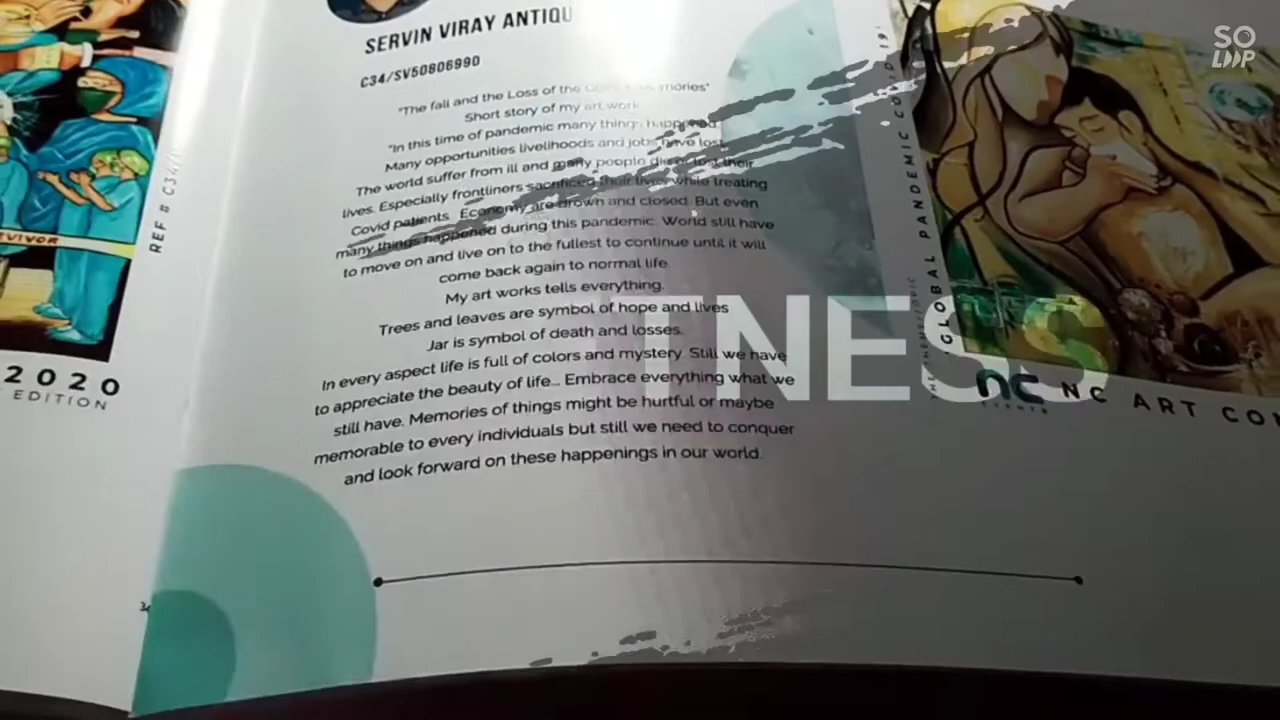 SO
LOOP
SERVIN VIRAY ANTIQU
C34/SV50806990
"The fall and the Loss of the
Short story of my art work
"In this time of pandemic many things happened.
Many opportunities livelihoods and jobs have lost.
The world suffer from ill and many people die or lost their
lives. Especially frontliners sacrificed their lives while treating
Covid patients. Economy are drown and closed. But even
many things happened during this pandemic. World still have
to move on and live on to the fullest to continue until it will
come back again to normal life.
My art works tells everything.
Trees and leaves are symbol of hope and lives
Jar is symbol of death and losses.
In every aspect life is full of colors and mystery. Still we have
to appreciate the beauty of life... Embrace everything what we
still have. Memories of things might be hurtful or maybe
memorable to every individuals but still we need to conquer
and look forward on these happenings in our world.
VIVOR
REF # C34/
2020
EDITION
34
TNESS
"GLOBAL PANDEMIC COVID 19"
nc
EVENTS
NC ART CO